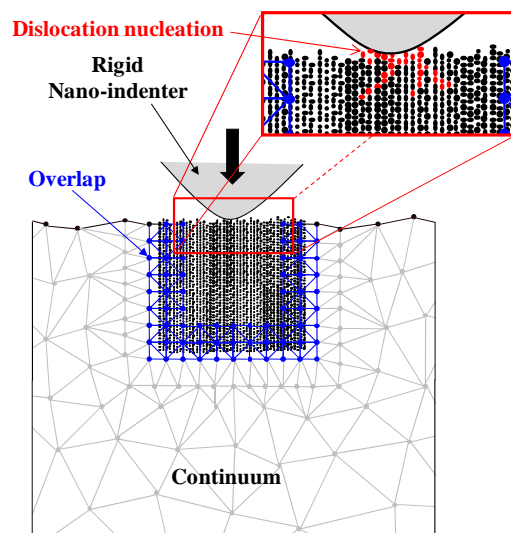 Dislocation nucleation
Rigid
Nano-indenter
Overlap
Continuum